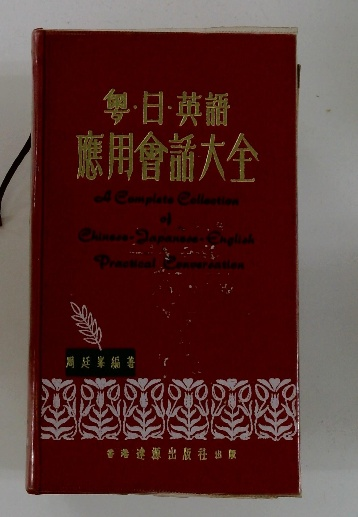 粵·日·英語
應用會話大全
A Complete Collection
of
Chinese-Japanese-English
Practical Conversation
周廷峯編著
香港達源出版社出版